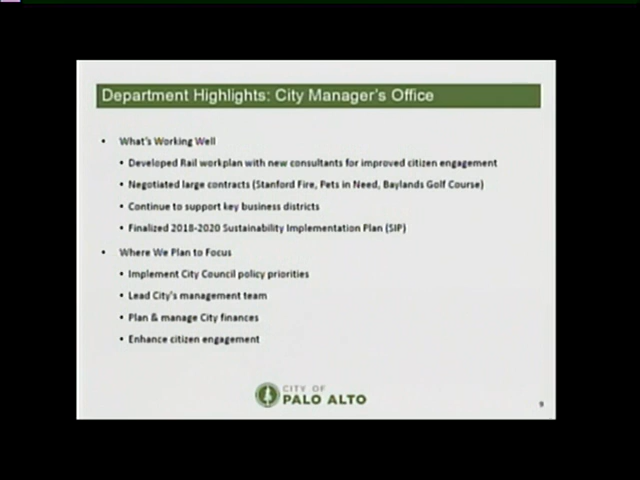 Department Highlights: City Manager's Office
• What's Working Well
• Developed Rail workplan with new consultants for improved citizen engagement
• Negotiated large contracts (Stanford Fire, Pets in Need, Baylands Golf Course)
• Continue to support key business districts
• Finalized 2018-2020 Sustainability Implementation Plan (SIP)
• Where We Plan to Focus
• Implement City Council policy priorities
• Lead City's management team
• Plan & manage City finances
• Enhance citizen engagement
CITY OF
PALO ALTO
9